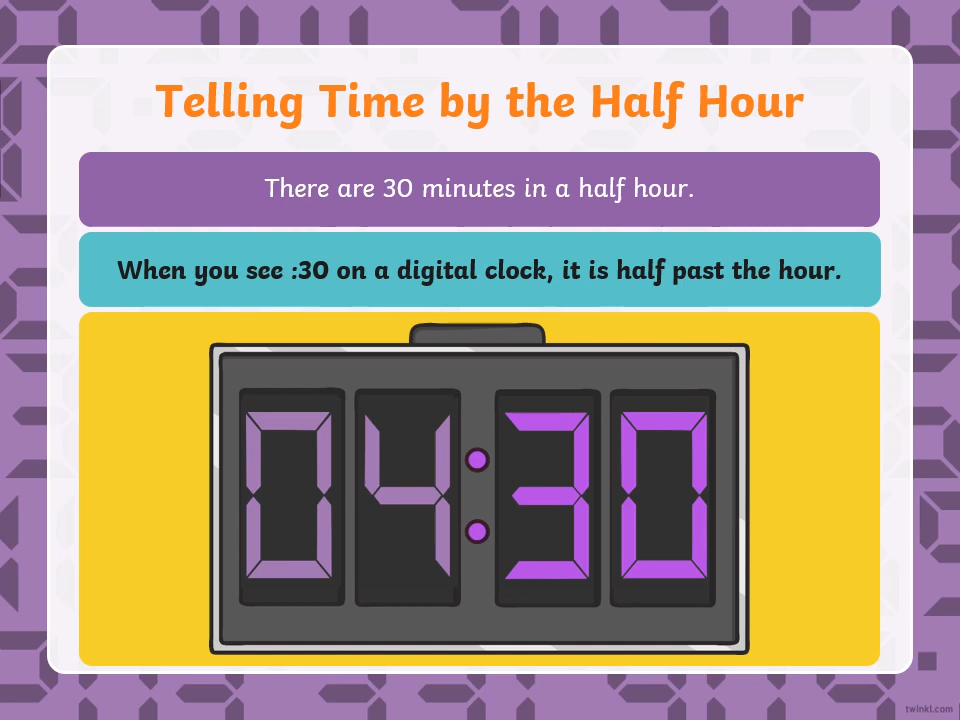 Telling Time by the Half Hour
There are 30 minutes in a half hour.
When you see :30 on a digital clock, it is half past the hour.
04:30
twinkl.com